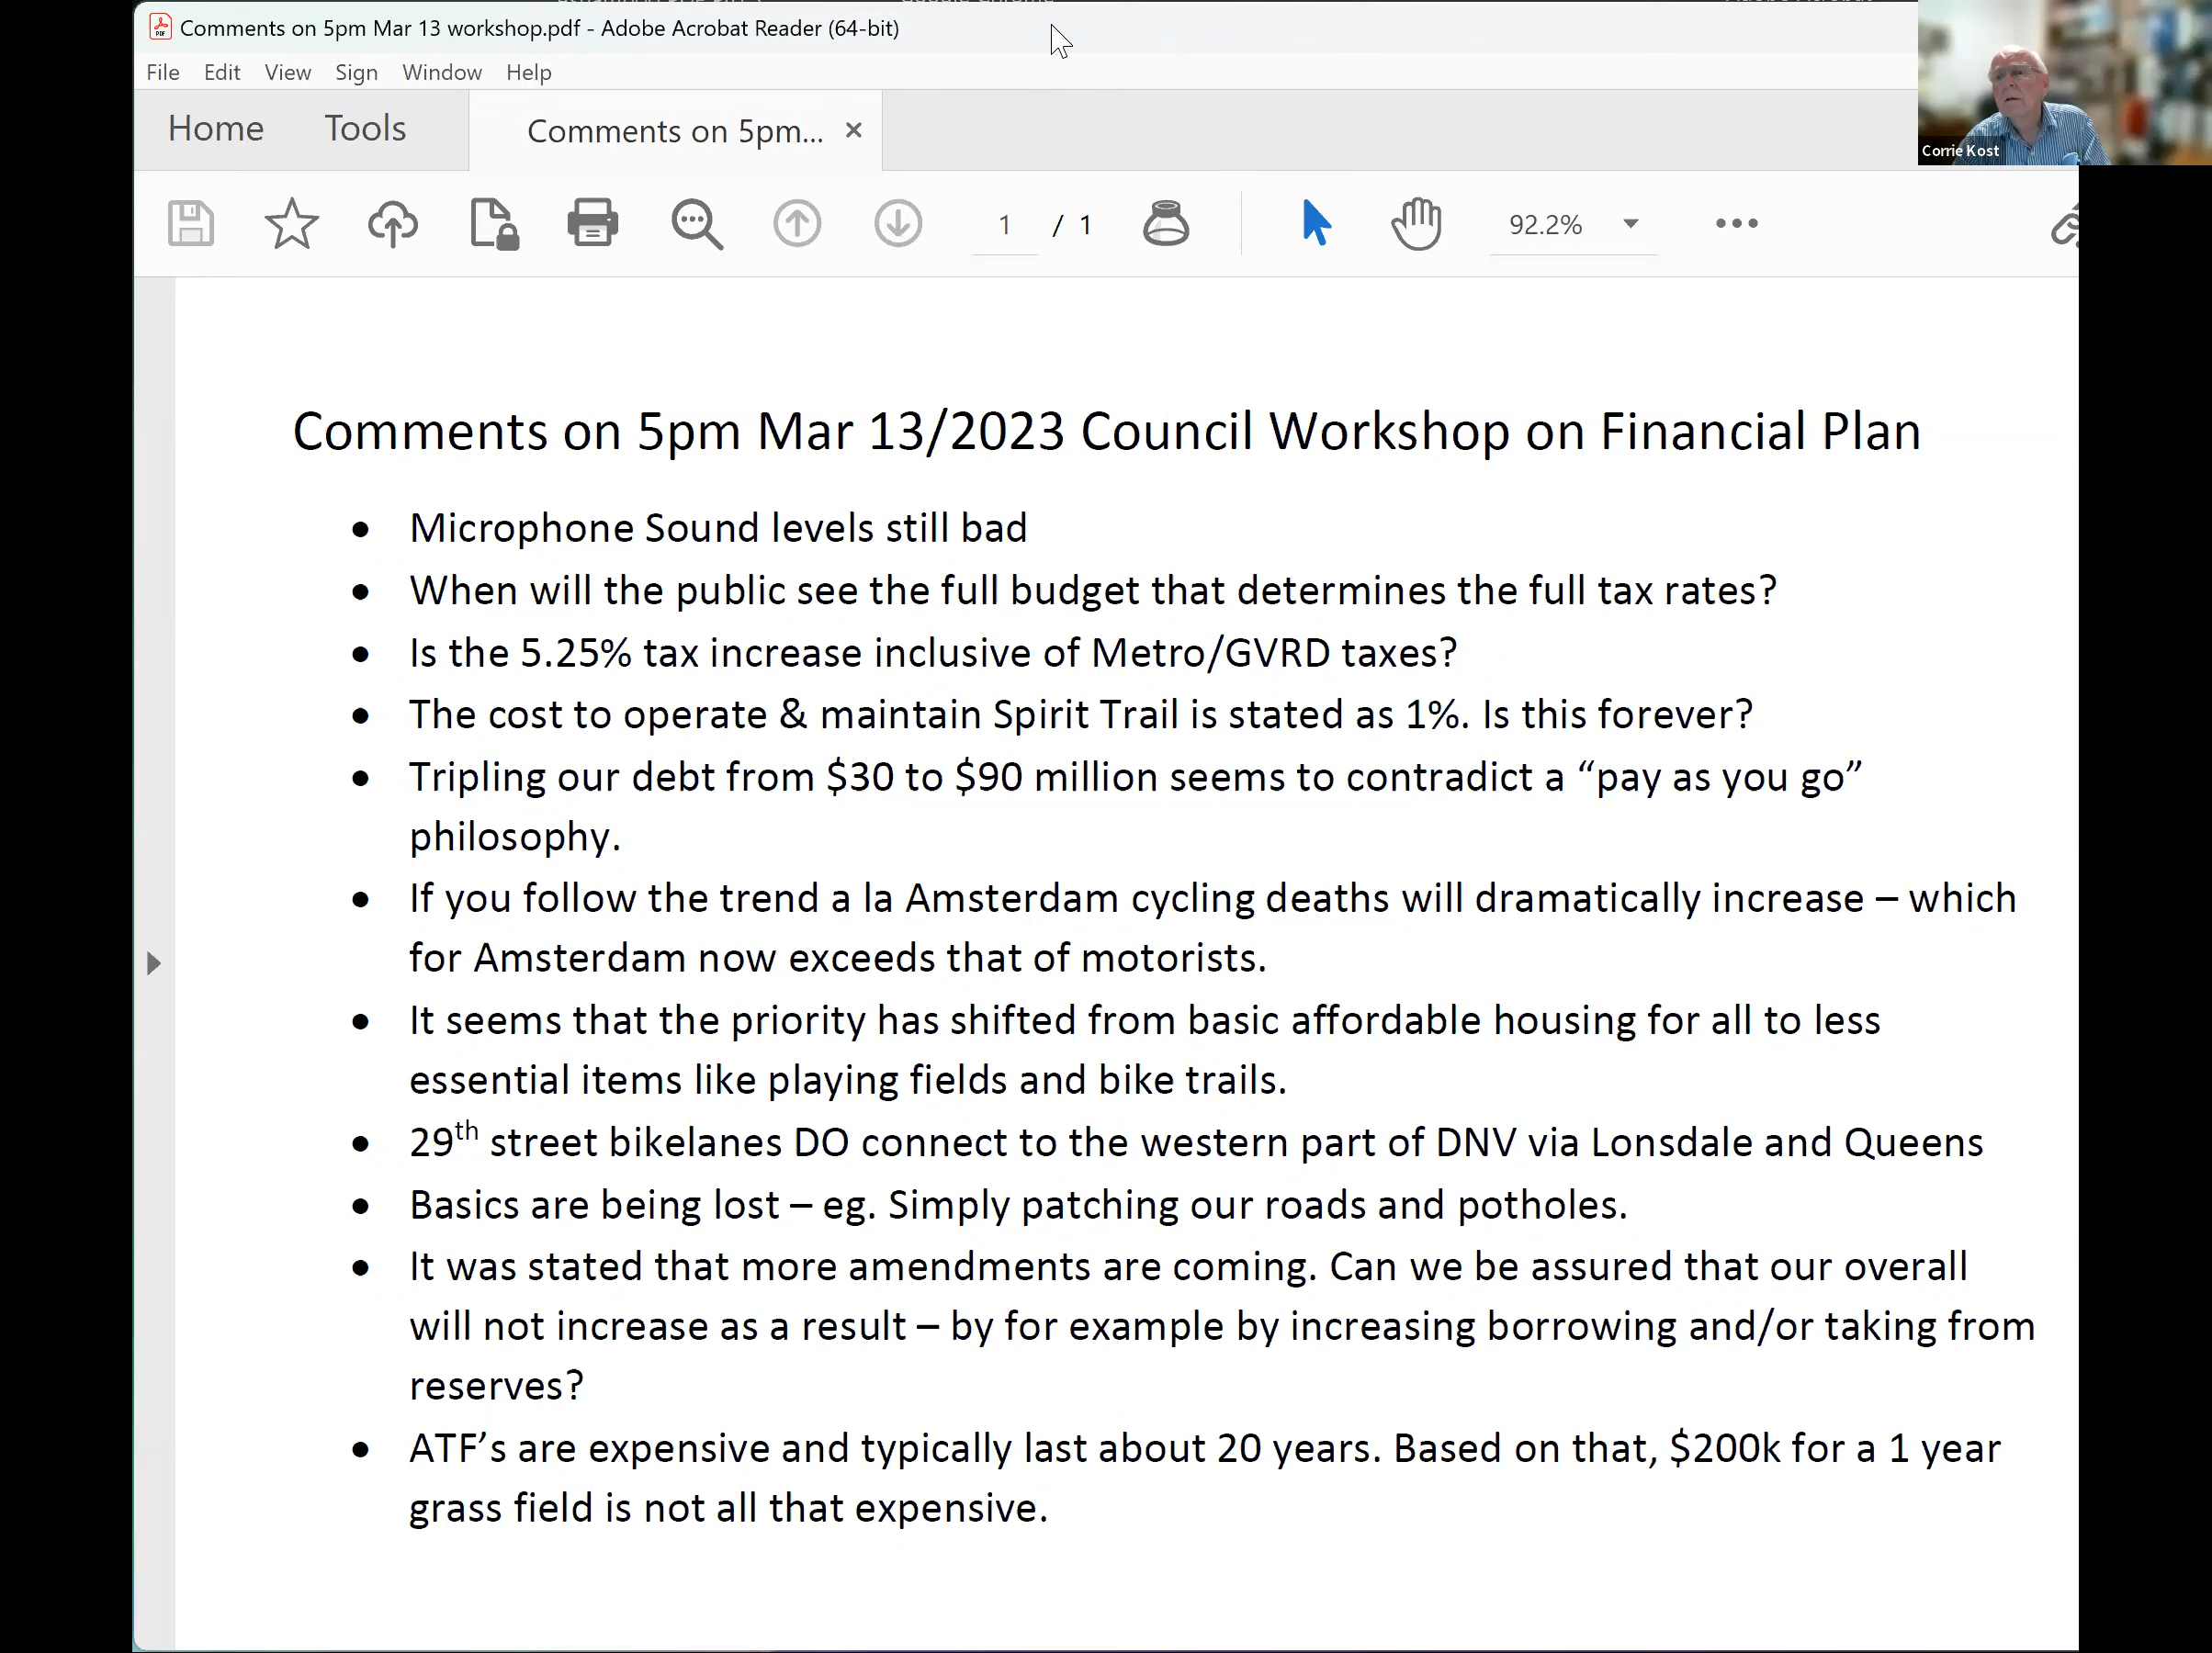 Comments on 5pm Mar 13 workshop.pdf - Adobe Acrobat Reader (64-bit)
File Edit View Sign Window Help
Home Tools Comments on 5pm... ×
Corrie Kost
1 / 1 92.2%
Comments on 5pm Mar 13/2023 Council Workshop on Financial Plan
• Microphone Sound levels still bad
• When will the public see the full budget that determines the full tax rates?
• Is the 5.25% tax increase inclusive of Metro/GVRD taxes?
• The cost to operate & maintain Spirit Trail is stated as 1%. Is this forever?
• Tripling our debt from $30 to $90 million seems to contradict a “pay as you go”
philosophy.
• If you follow the trend a la Amsterdam cycling deaths will dramatically increase – which
for Amsterdam now exceeds that of motorists.
• It seems that the priority has shifted from basic affordable housing for all to less
essential items like playing fields and bike trails.
• 29th street bikelanes DO connect to the western part of DNV via Lonsdale and Queens
• Basics are being lost – eg. Simply patching our roads and potholes.
• It was stated that more amendments are coming. Can we be assured that our overall
will not increase as a result – by for example by increasing borrowing and/or taking from
reserves?
• ATF’s are expensive and typically last about 20 years. Based on that, $200k for a 1 year
grass field is not all that expensive.